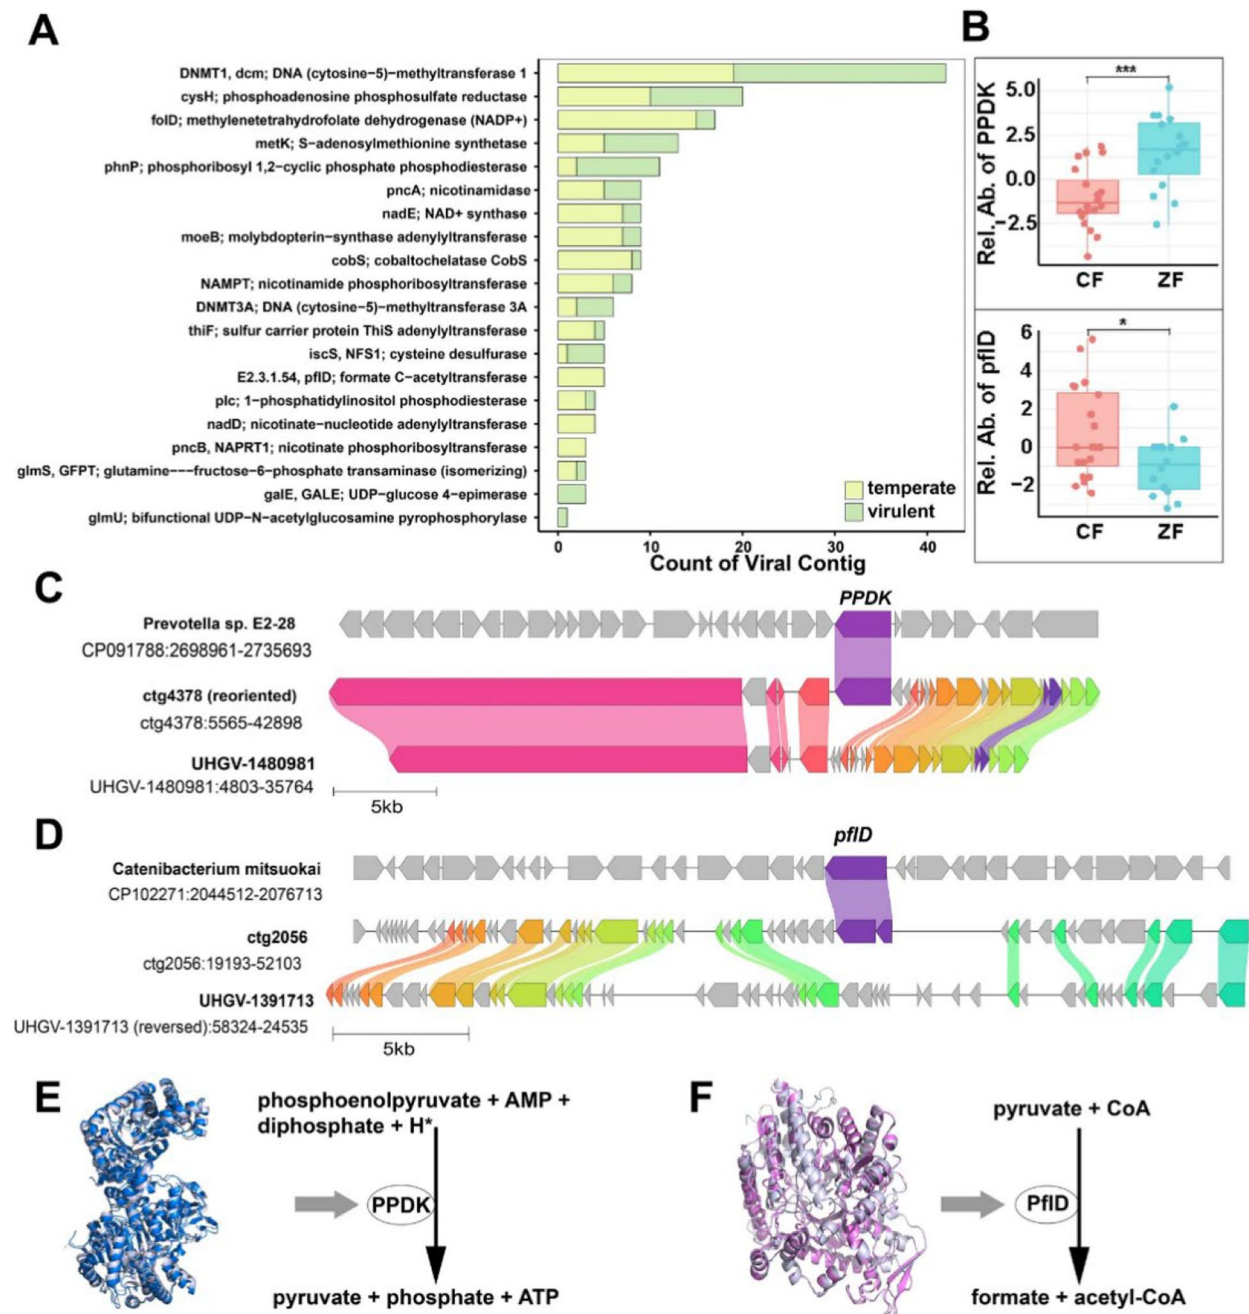 A
DNMT1, dcm; DNA (cytosine−5)−methyltransferase 1
cysH; phosphoadenosine phosphosulfate reductase
folD; methylenetetrahydrofolate dehydrogenase (NADP+)
metK; S−adenosylmethionine synthetase
phnP; phosphoribosyl 1,2−cyclic phosphate phosphodiesterase
pncA; nicotinamidase
nadE; NAD+ synthase
moeB; molybdopterin−synthase adenylyltransferase
cobS; cobaltochelatase CobS
NAMPT; nicotinamide phosphoribosyltransferase
DNMT3A; DNA (cytosine−5)−methyltransferase 3A
thiF; sulfur carrier protein ThiS adenylyltransferase
iscS, NFS1; cysteine desulfurase
E2.3.1.54, pflD; formate C−acetyltransferase
plc; 1−phosphatidylinositol phosphodiesterase
nadD; nicotinate−nucleotide adenylyltransferase
pncB, NAPRT1; nicotinate phosphoribosyltransferase
glmS, GFPT; glutamine−−−fructose−6−phosphate transaminase (isomerizing)
galE, GALE; UDP−glucose 4−epimerase
glmU; bifunctional UDP−N−acetylglucosamine pyrophosphorylase
temperate
virulent
0 10 20 30 40
Count of Viral Contig
B
Rel. Ab. of PPDK
5.0
2.5
0.0
−2.5
***
CF ZF
Rel. Ab. of pflD
6
4
2
0
−2
*
CF ZF
C
PPDK
Prevotella sp. E2-28
CP091788:2698961-2735693
ctg4378 (reoriented)
ctg4378:5565-42898
UHGV-1480981
UHGV-1480981:4803-35764
5kb
D
pflD
Catenibacterium mitsuokai
CP102271:2044512-2076713
ctg2056
ctg2056:19193-52103
UHGV-1391713
UHGV-1391713 (reversed):58324-24535
5kb
E
phosphoenolpyruvate + AMP +
diphosphate + H*
PPDK
pyruvate + phosphate + ATP
F
pyruvate + CoA
PflD
formate + acetyl-CoA